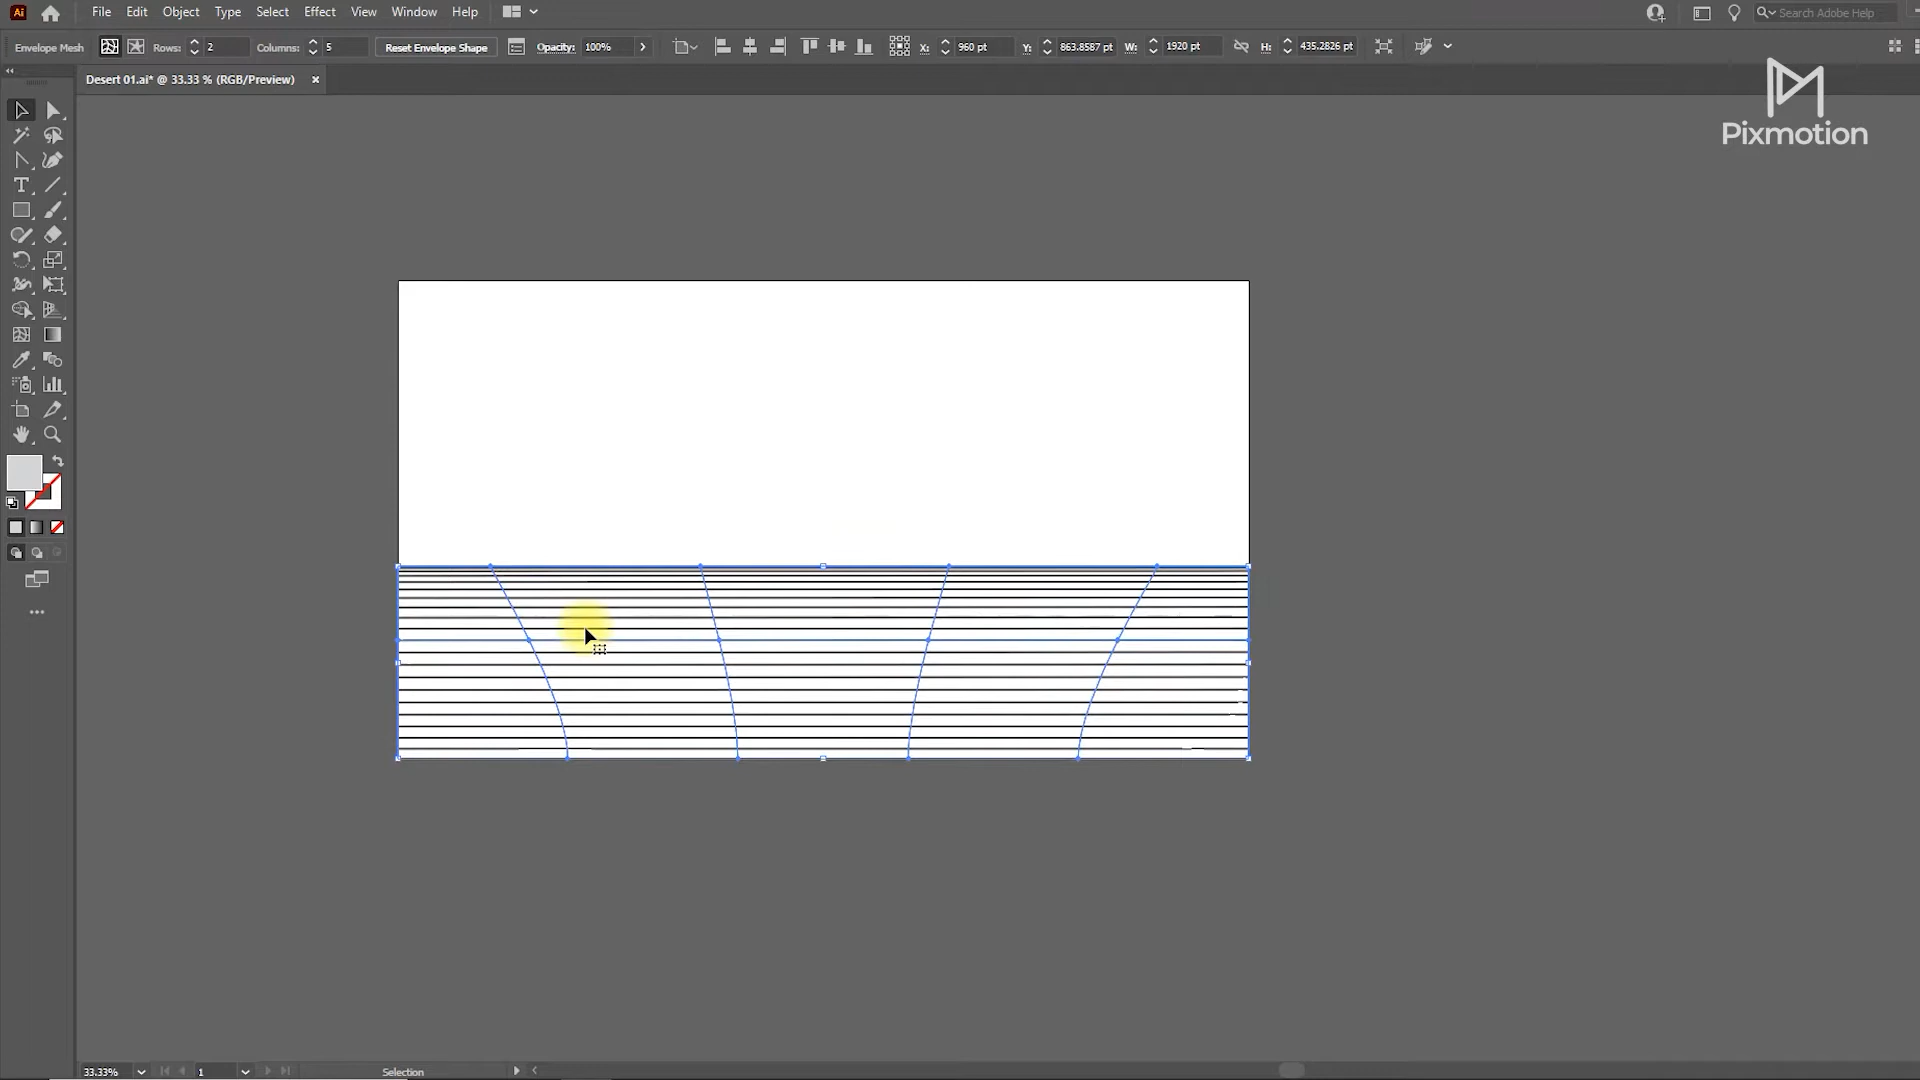 Ai File Edit Object Type Select Effect View Window Help Search Adobe Help
Envelope Mesh Rows: 2 Columns: 5 Reset Envelope Shape Opacity: 100% X: 960 pt Y: 863.8587 pt W: 1920 pt H: 435.2826 pt
Desert 01.ai* @ 33.33 % (RGB/Preview) ×
Pixmotion
33.33% 1 Selection